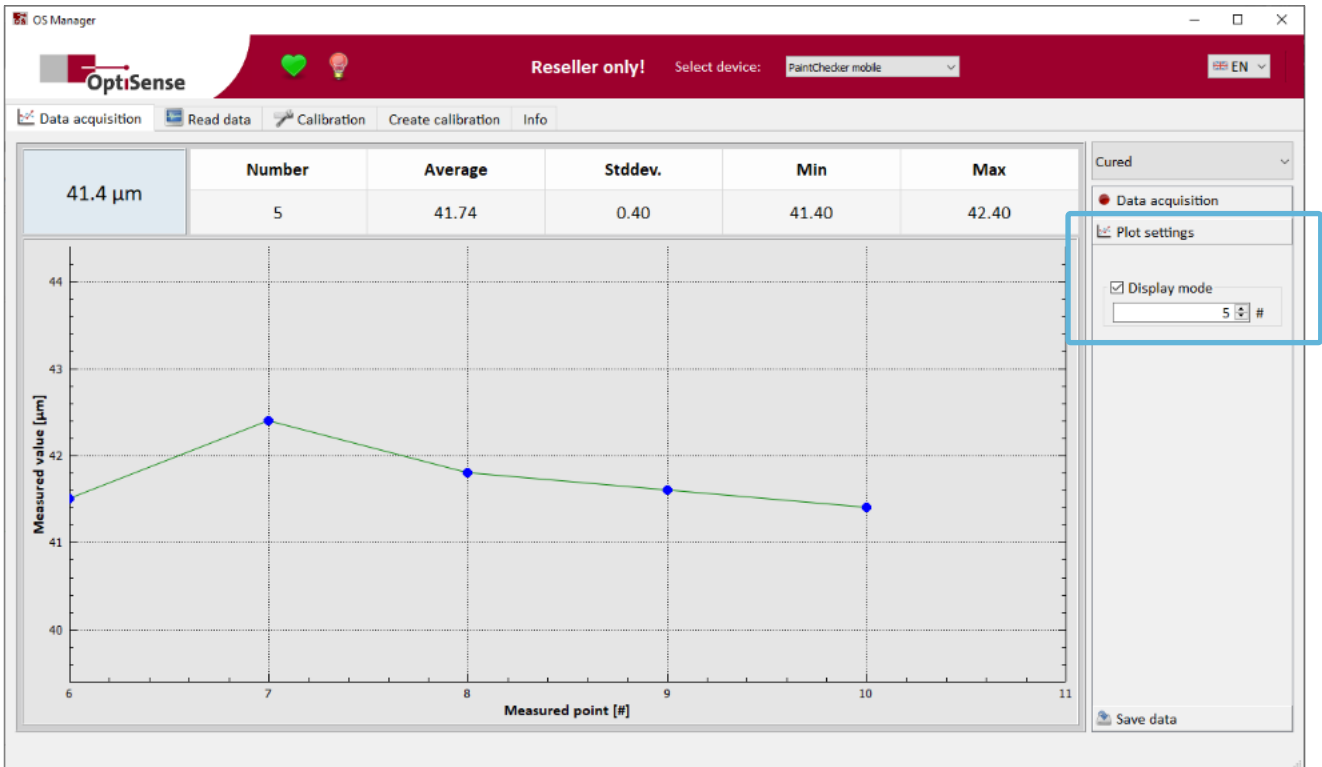 OS Manager
OptiSense
Reseller only! Select device: PaintChecker mobile
EN
Data acquisition Read data Calibration Create calibration Info
41.4 µm
Number Average Stddev. Min Max
5 41.74 0.40 41.40 42.40
Cured
Data acquisition
Plot settings
Display mode
5 #
Save data
44
43
42
41
40
Measured value [µm]
6 7 8 9 10 11
Measured point [#]